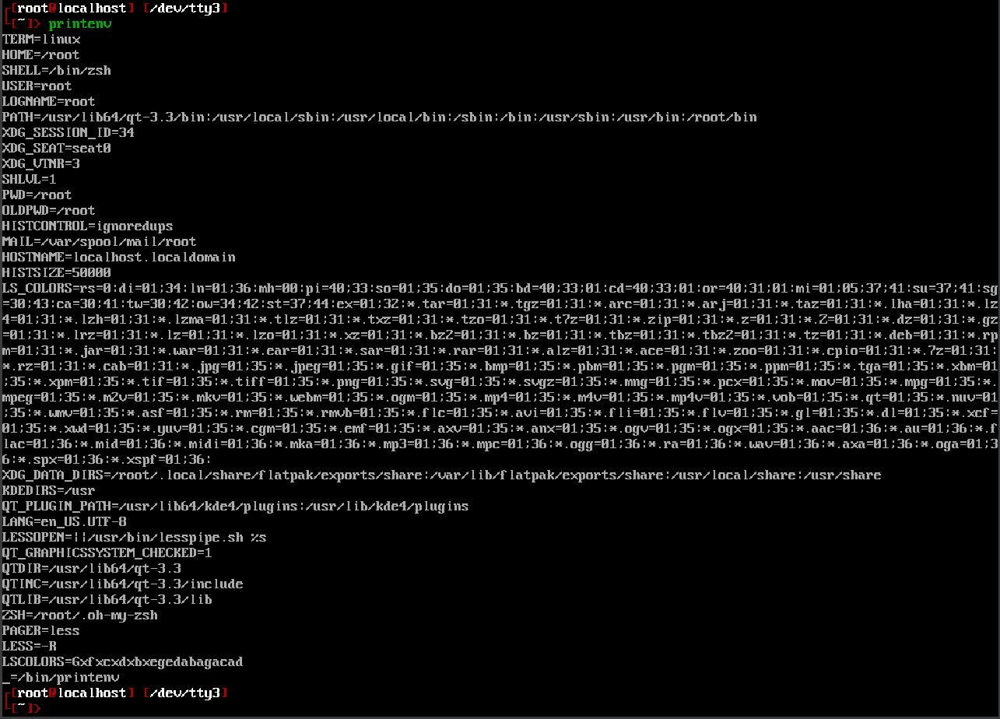 ┌[root@localhost] [/dev/tty3]
└[~]> printenv
TERM=linux
HOME=/root
SHELL=/bin/zsh
USER=root
LOGNAME=root
PATH=/usr/lib64/qt-3.3/bin:/usr/local/sbin:/usr/local/bin:/sbin:/bin:/usr/sbin:/usr/bin:/root/bin
XDG_SESSION_ID=34
XDG_SEAT=seat0
XDG_VTNR=3
SHLVL=1
PWD=/root
OLDPWD=/root
HISTCONTROL=ignoredups
MAIL=/var/spool/mail/root
HOSTNAME=localhost.localdomain
HISTSIZE=50000
LS_COLORS=rs=0:di=01;34:ln=01;36:mh=00:pi=40;33:so=01;35:do=01;35:bd=40;33;01:cd=40;33;01:or=40;31;01:mi=01;05;37;41:su=37;41:sg
=30;43:ca=30;41:tw=30;42:ow=34;42:st=37;44:ex=01;32:*.tar=01;31:*.tgz=01;31:*.arc=01;31:*.arj=01;31:*.taz=01;31:*.lha=01;31:*.lz
4=01;31:*.lzh=01;31:*.lzma=01;31:*.tlz=01;31:*.txz=01;31:*.tzo=01;31:*.t7z=01;31:*.zip=01;31:*.z=01;31:*.Z=01;31:*.dz=01;31:*.gz
=01;31:*.lrz=01;31:*.lz=01;31:*.lzo=01;31:*.xz=01;31:*.bz2=01;31:*.bz=01;31:*.tbz=01;31:*.tbz2=01;31:*.tz=01;31:*.deb=01;31:*.rp
m=01;31:*.jar=01;31:*.war=01;31:*.ear=01;31:*.sar=01;31:*.rar=01;31:*.alz=01;31:*.ace=01;31:*.zoo=01;31:*.cpio=01;31:*.7z=01;31:
*.rz=01;31:*.cab=01;31:*.jpg=01;35:*.jpeg=01;35:*.gif=01;35:*.bmp=01;35:*.pbm=01;35:*.pgm=01;35:*.ppm=01;35:*.tga=01;35:*.xbm=01
;35:*.xpm=01;35:*.tif=01;35:*.tiff=01;35:*.png=01;35:*.svg=01;35:*.svgz=01;35:*.mng=01;35:*.pcx=01;35:*.mov=01;35:*.mpg=01;35:*.
mpeg=01;35:*.m2v=01;35:*.mkv=01;35:*.webm=01;35:*.ogm=01;35:*.mp4=01;35:*.m4v=01;35:*.mp4v=01;35:*.vob=01;35:*.qt=01;35:*.nuv=01
;35:*.wmv=01;35:*.asf=01;35:*.rm=01;35:*.rmvb=01;35:*.flc=01;35:*.avi=01;35:*.fli=01;35:*.flv=01;35:*.gl=01;35:*.dl=01;35:*.xcf=
01;35:*.xwd=01;35:*.yuv=01;35:*.cgm=01;35:*.emf=01;35:*.axv=01;35:*.anx=01;35:*.ogv=01;35:*.ogx=01;35:*.aac=01;36:*.au=01;36:*.f
lac=01;36:*.mid=01;36:*.midi=01;36:*.mka=01;36:*.mp3=01;36:*.mpc=01;36:*.ogg=01;36:*.ra=01;36:*.wav=01;36:*.axa=01;36:*.oga=01;3
6:*.spx=01;36:*.xspf=01;36:
XDG_DATA_DIRS=/root/.local/share/flatpak/exports/share:/var/lib/flatpak/exports/share:/usr/local/share:/usr/share
KDEDIRS=/usr
QT_PLUGIN_PATH=/usr/lib64/kde4/plugins:/usr/lib/kde4/plugins
LANG=en_US.UTF-8
LESSOPEN=||/usr/bin/lesspipe.sh %s
QT_GRAPHICSSYSTEM_CHECKED=1
QTDIR=/usr/lib64/qt-3.3
QTINC=/usr/lib64/qt-3.3/include
QTLIB=/usr/lib64/qt-3.3/lib
ZSH=/root/.oh-my-zsh
PAGER=less
LESS=-R
LSCOLORS=Gxfxcxdxbxegedabagacad
_=/bin/printenv
┌[root@localhost] [/dev/tty3]
└[~]>